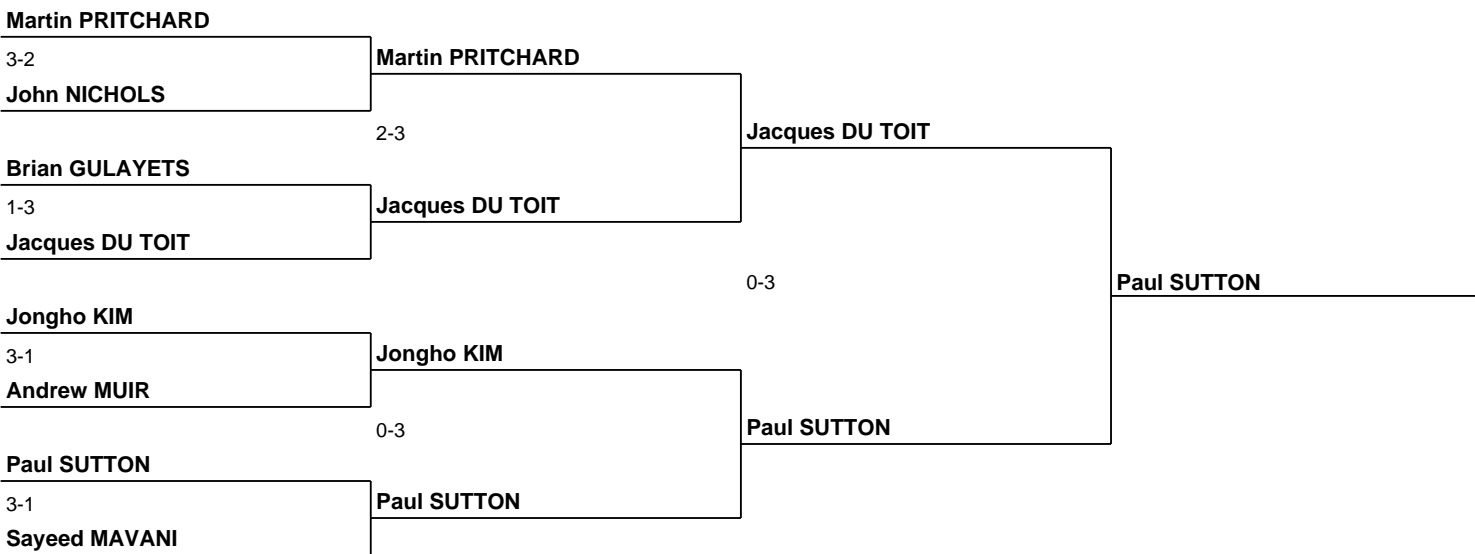 Martin PRITCHARD
3-2
Martin PRITCHARD
John NICHOLS
2-3
Jacques DU TOIT
Brian GULAYETS
1-3
Jacques DU TOIT
Jacques DU TOIT
0-3
Paul SUTTON
Jongho KIM
3-1
Jongho KIM
Andrew MUIR
0-3
Paul SUTTON
Paul SUTTON
3-1
Paul SUTTON
Sayeed MAVANI